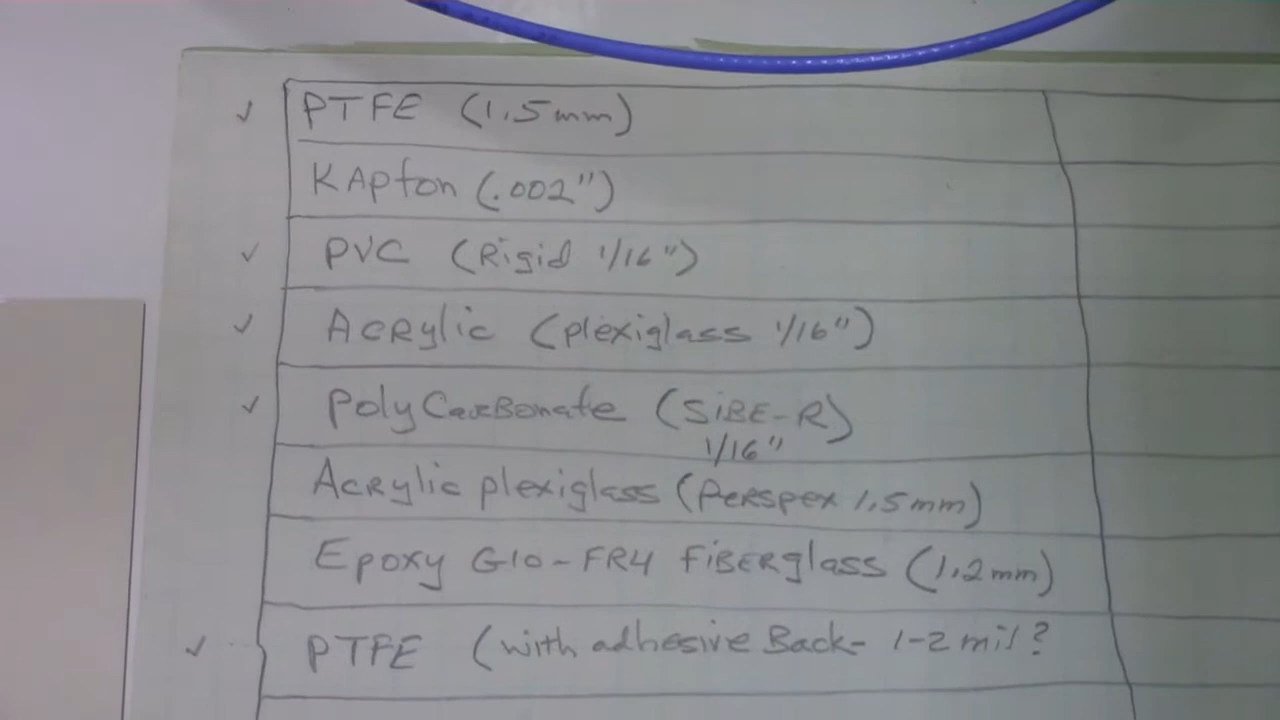 ✓ PTFE (1.5mm)
KApton (.002")
✓ PVC (Rigid 1/16")
✓ Acrylic (plexiglass 1/16")
✓ PolyCarbonate (SiBE-R)
1/16"
Acrylic plexiglass (Perspex 1.5mm)
Epoxy G10-FR4 FiBERglass (1.2mm)
✓ PTFE (with adhesive Back- 1-2 mil?